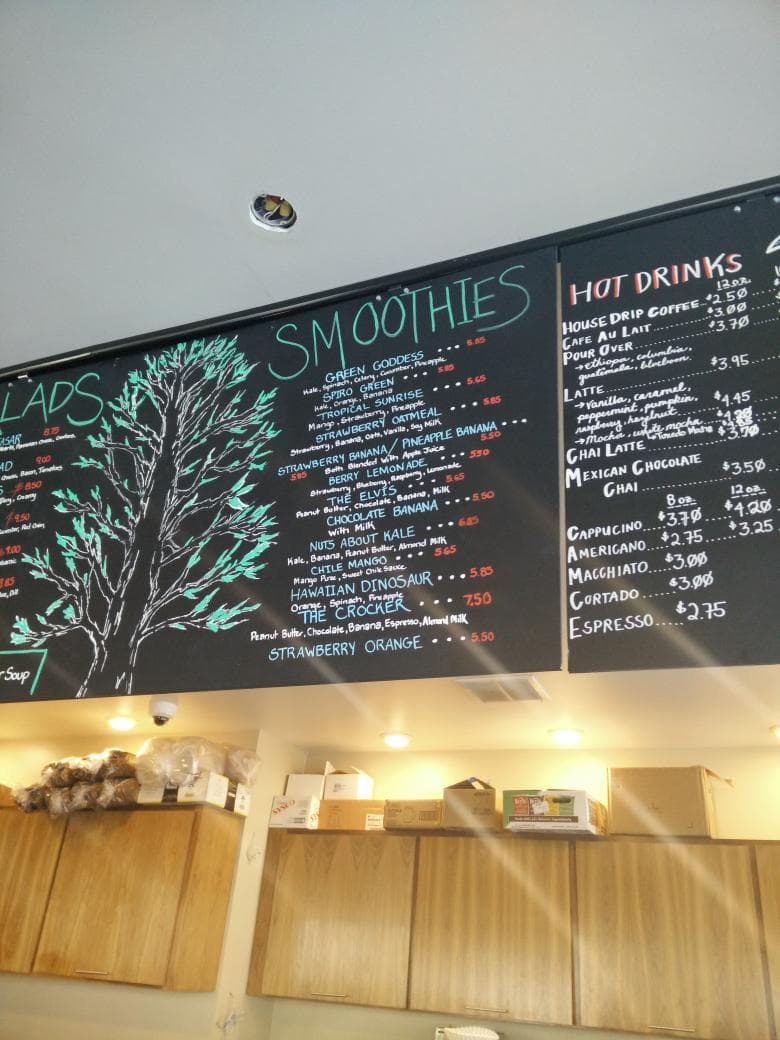 LADS
8.75
9.00
Onion, Bacon, Tomatoes
8.50
9.50
9.00
Soup
SMOOTHIES
GREEN GODDESS ... 5.85
Kale, Spinach, Celery, Cucumber, Pineapple
SPIRO GREEN ... 5.85
Kale, Orange, Banana
TROPICAL SUNRISE ... 5.65
Mango, Strawberry, Pineapple
STRAWBERRY OATMEAL ... 5.85
Strawberry, Banana, Oats, Vanilla, Soy Milk
STRAWBERRY BANANA / PINEAPPLE BANANA ...
5.85 Both Blended With Apple Juice 5.50
BERRY LEMONADE ... 5.50
Strawberry, Blueberry, Raspberry, Lemonade
THE ELVIS ... 5.65
Peanut Butter, Chocolate, Banana, Milk
CHOCOLATE BANANA ... 5.50
With Milk
NUTS ABOUT KALE ... 6.85
Kale, Banana, Peanut Butter, Almond Milk
CHILE MANGO ... 5.65
Mango Puree, Sweet Chile Sauce
HAWAIIAN DINOSAUR ... 5.85
Orange, Spinach, Pineapple
THE CROCKER ... 7.50
Peanut Butter, Chocolate, Banana, Espresso, Almond Milk
STRAWBERRY ORANGE ... 5.50
HOT DRINKS
12 oz.
HOUSE DRIP COFFEE... $2.50
CAFE AU LAIT... $3.00
POUR OVER... $3.70
→ethiopia, columbia,
guatemala,
LATTE... $3.95
→Vanilla, caramel,
peppermint, pumpkin,
raspberry, hazelnut... $4.45
→Mocha, white mocha... $4.20
CHAI LATTE... $3.70
MEXICAN CHOCOLATE
CHAI $3.50
8 oz. 12 oz.
CAPPUCINO... $3.70 $4.20
AMERICANO... $2.75 ... $3.25
MACCHIATO... $3.00
CORTADO... $3.00
ESPRESSO..... $2.75
SYSCO